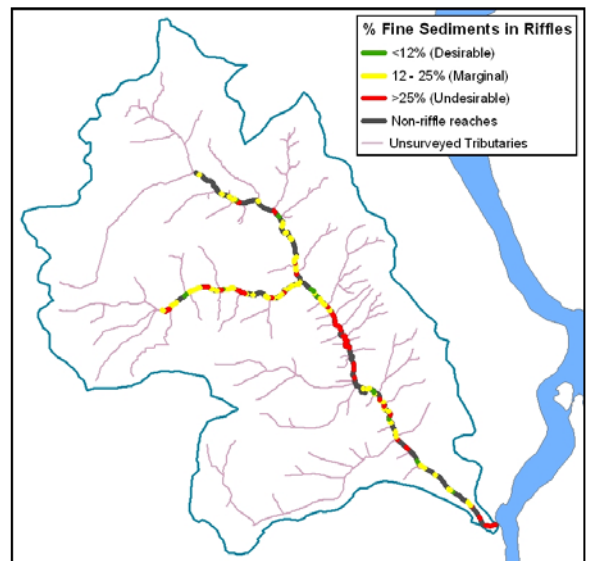 % Fine Sediments in Riffles
<12% (Desirable)
12 - 25% (Marginal)
>25% (Undesirable)
Non-riffle reaches
Unsurveyed Tributaries